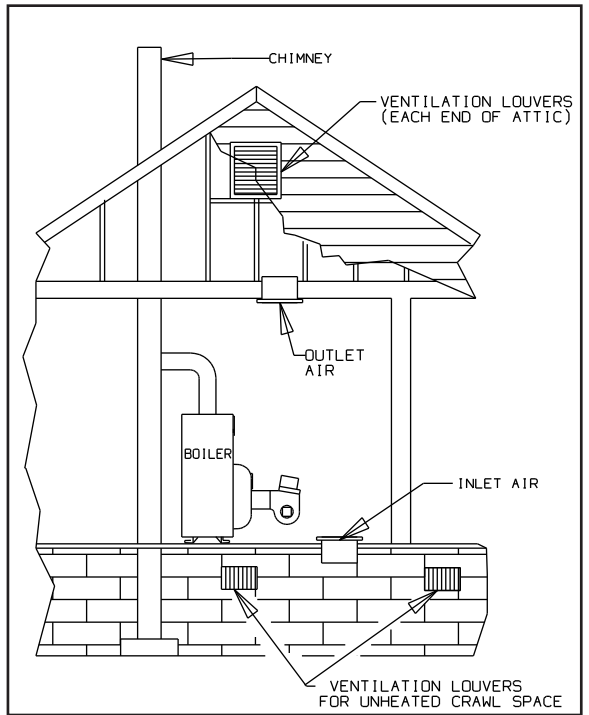 CHIMNEY
VENTILATION LOUVERS
(EACH END OF ATTIC)
OUTLET
AIR
BOILER
INLET AIR
VENTILATION LOUVERS
FOR UNHEATED CRAWL SPACE